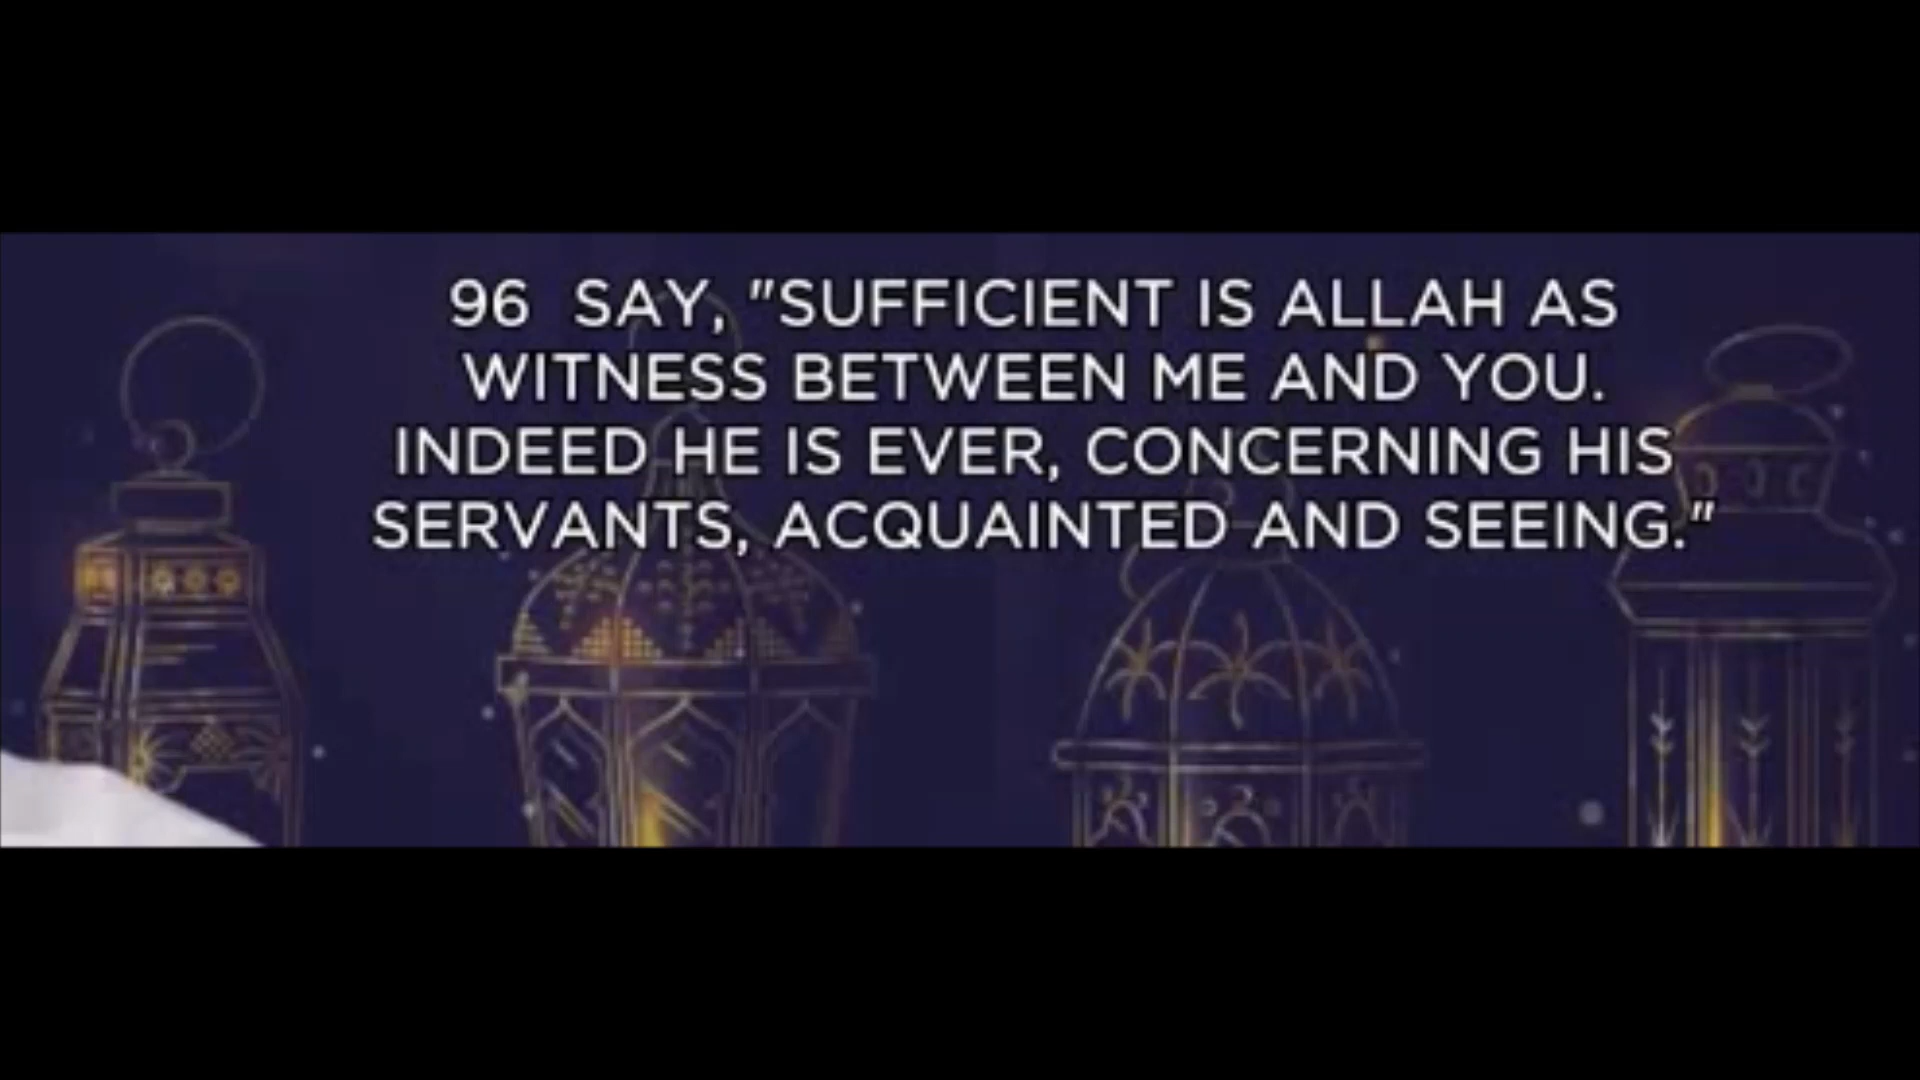 96  SAY, "SUFFICIENT IS ALLAH AS
WITNESS BETWEEN ME AND YOU.
INDEED HE IS EVER, CONCERNING HIS
SERVANTS, ACQUAINTED AND SEEING."